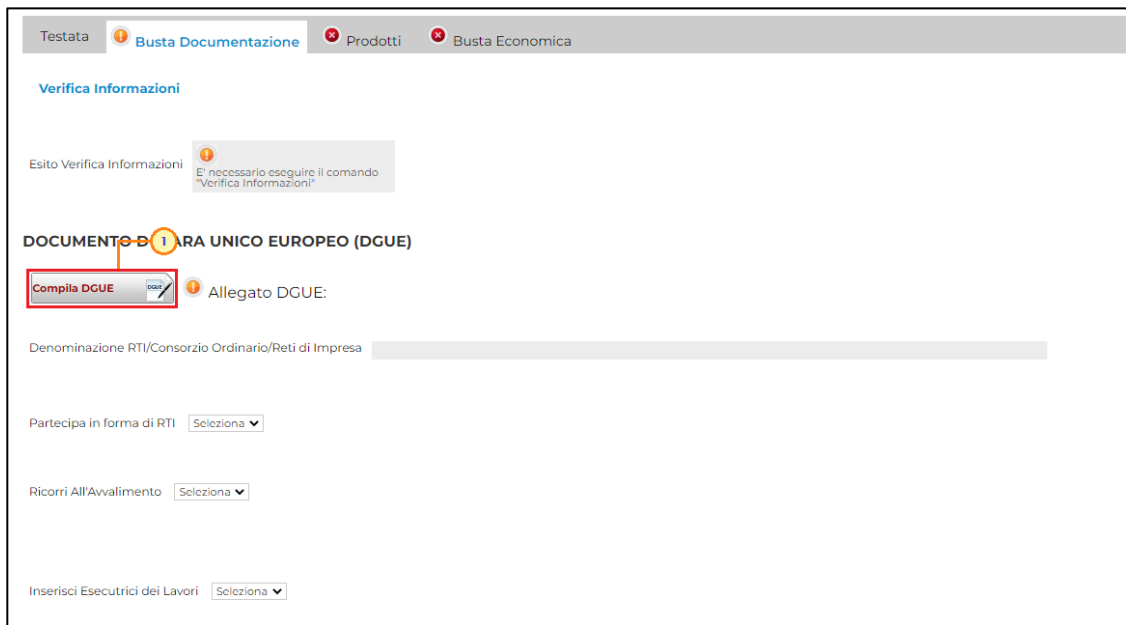 Testata Busta Documentazione Prodotti Busta Economica
Verifica Informazioni
Esito Verifica Informazioni
E' necessario eseguire il comando
"Verifica Informazioni"
DOCUMENTO D 1 ARA UNICO EUROPEO (DGUE)
Compila DGUE DGUE Allegato DGUE:
Denominazione RTI/Consorzio Ordinario/Reti di Impresa
Partecipa in forma di RTI Seleziona
Ricorri All'Avvalimento Seleziona
Inserisci Esecutrici dei Lavori Seleziona